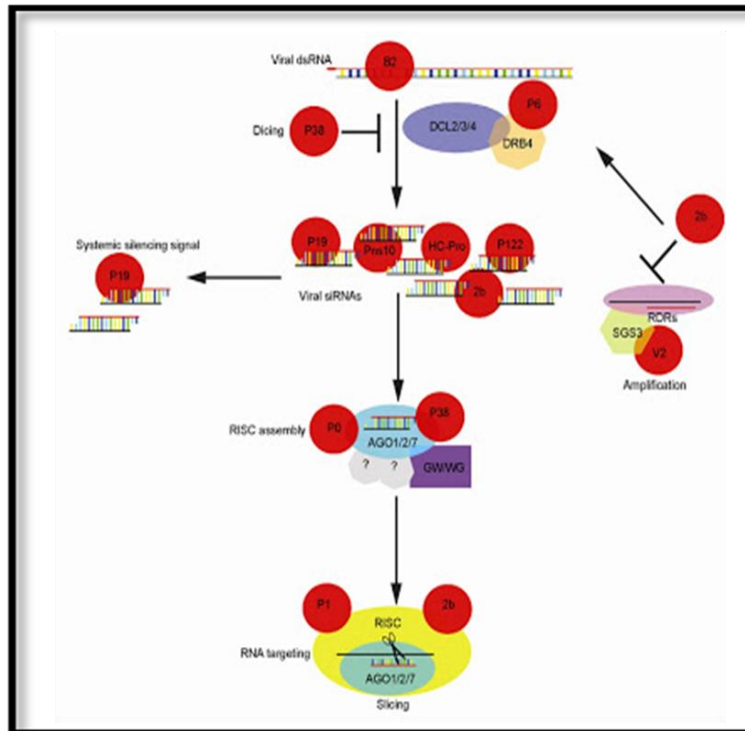 B2
Viral dsRNA
P6
Dicing
P38
DCL2/3/4
DRB4
2b
Systemic silencing signal
P19
P19
Pns10
HC-Pro
P122
2b
Viral siRNAs
RDRs
SGS3
V2
Amplification
P0
P38
RISC assembly
AGO1/2/7
?
?
GW/WG
P1
2b
RISC
RNA targeting
AGO1/2/7
Slicing